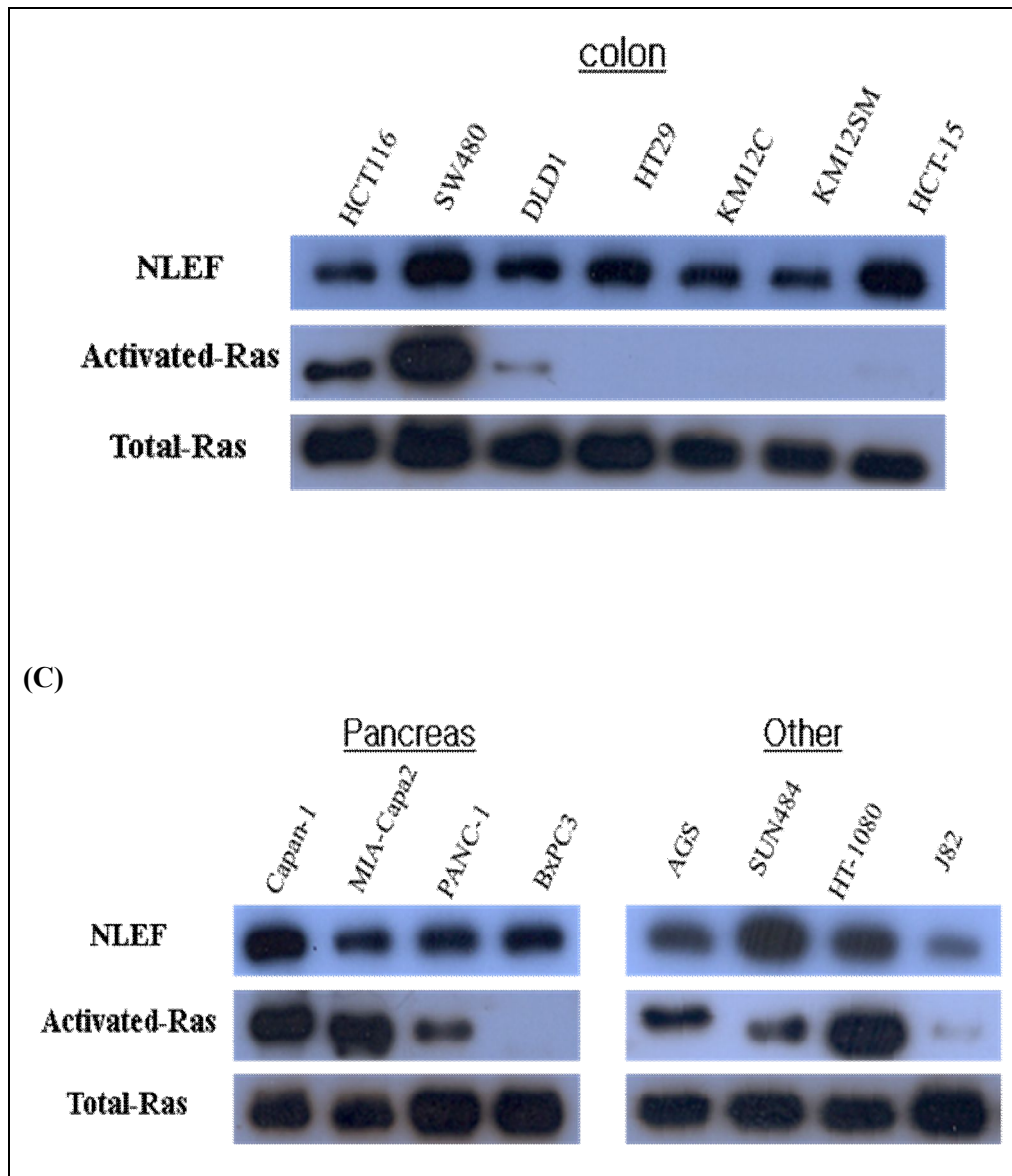 colon
HCT116 SW480 DLD1 HT29 KM12C KM12SM HCT-15
NLEF
Activated-Ras
Total-Ras
(C)
Pancreas Other
Capan-1 MIA-Capa2 PANC-1 BxPC3 AGS SUN484 HT-1080 J82
NLEF
Activated-Ras
Total-Ras